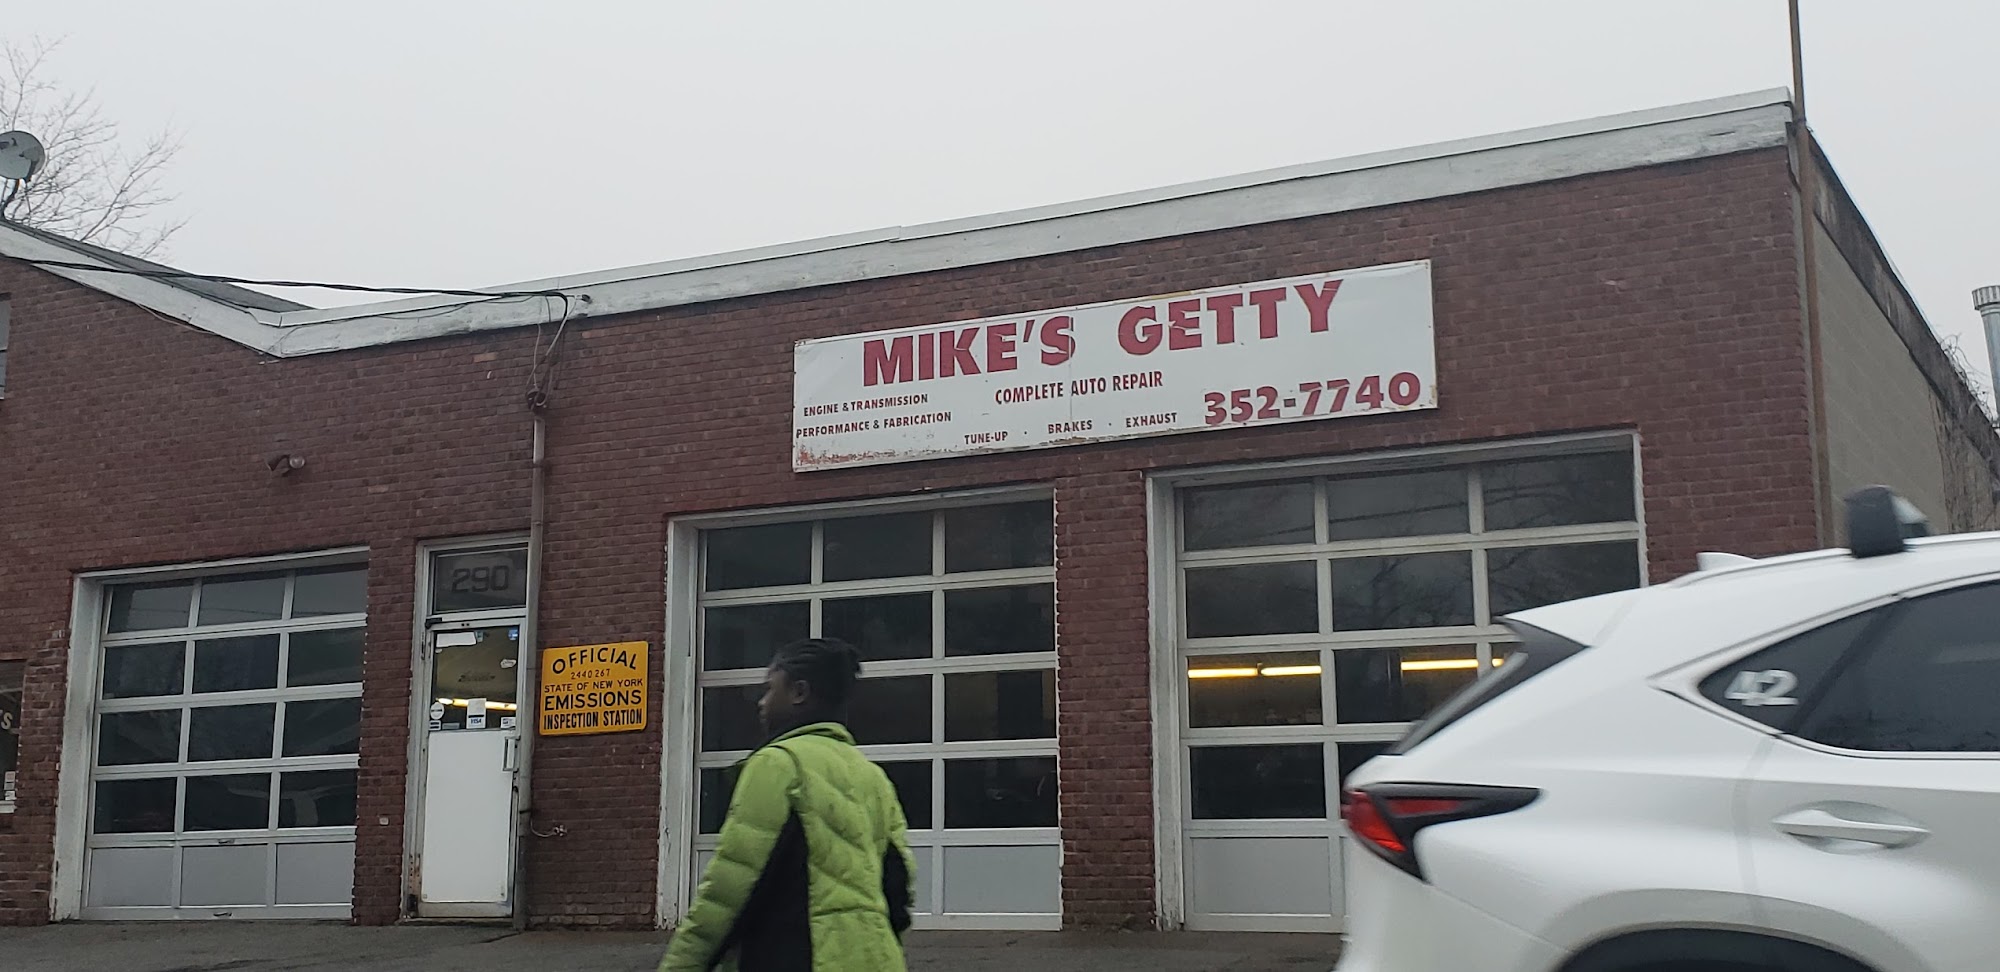 MIKE'S GETTY
COMPLETE AUTO REPAIR
ENGINE & TRANSMISSION
PERFORMANCE & FABRICATION
TUNE-UP · BRAKES · EXHAUST
352-7740
290
OFFICIAL
2440267
STATE OF NEW YORK
EMISSIONS
INSPECTION STATION
VISA
42